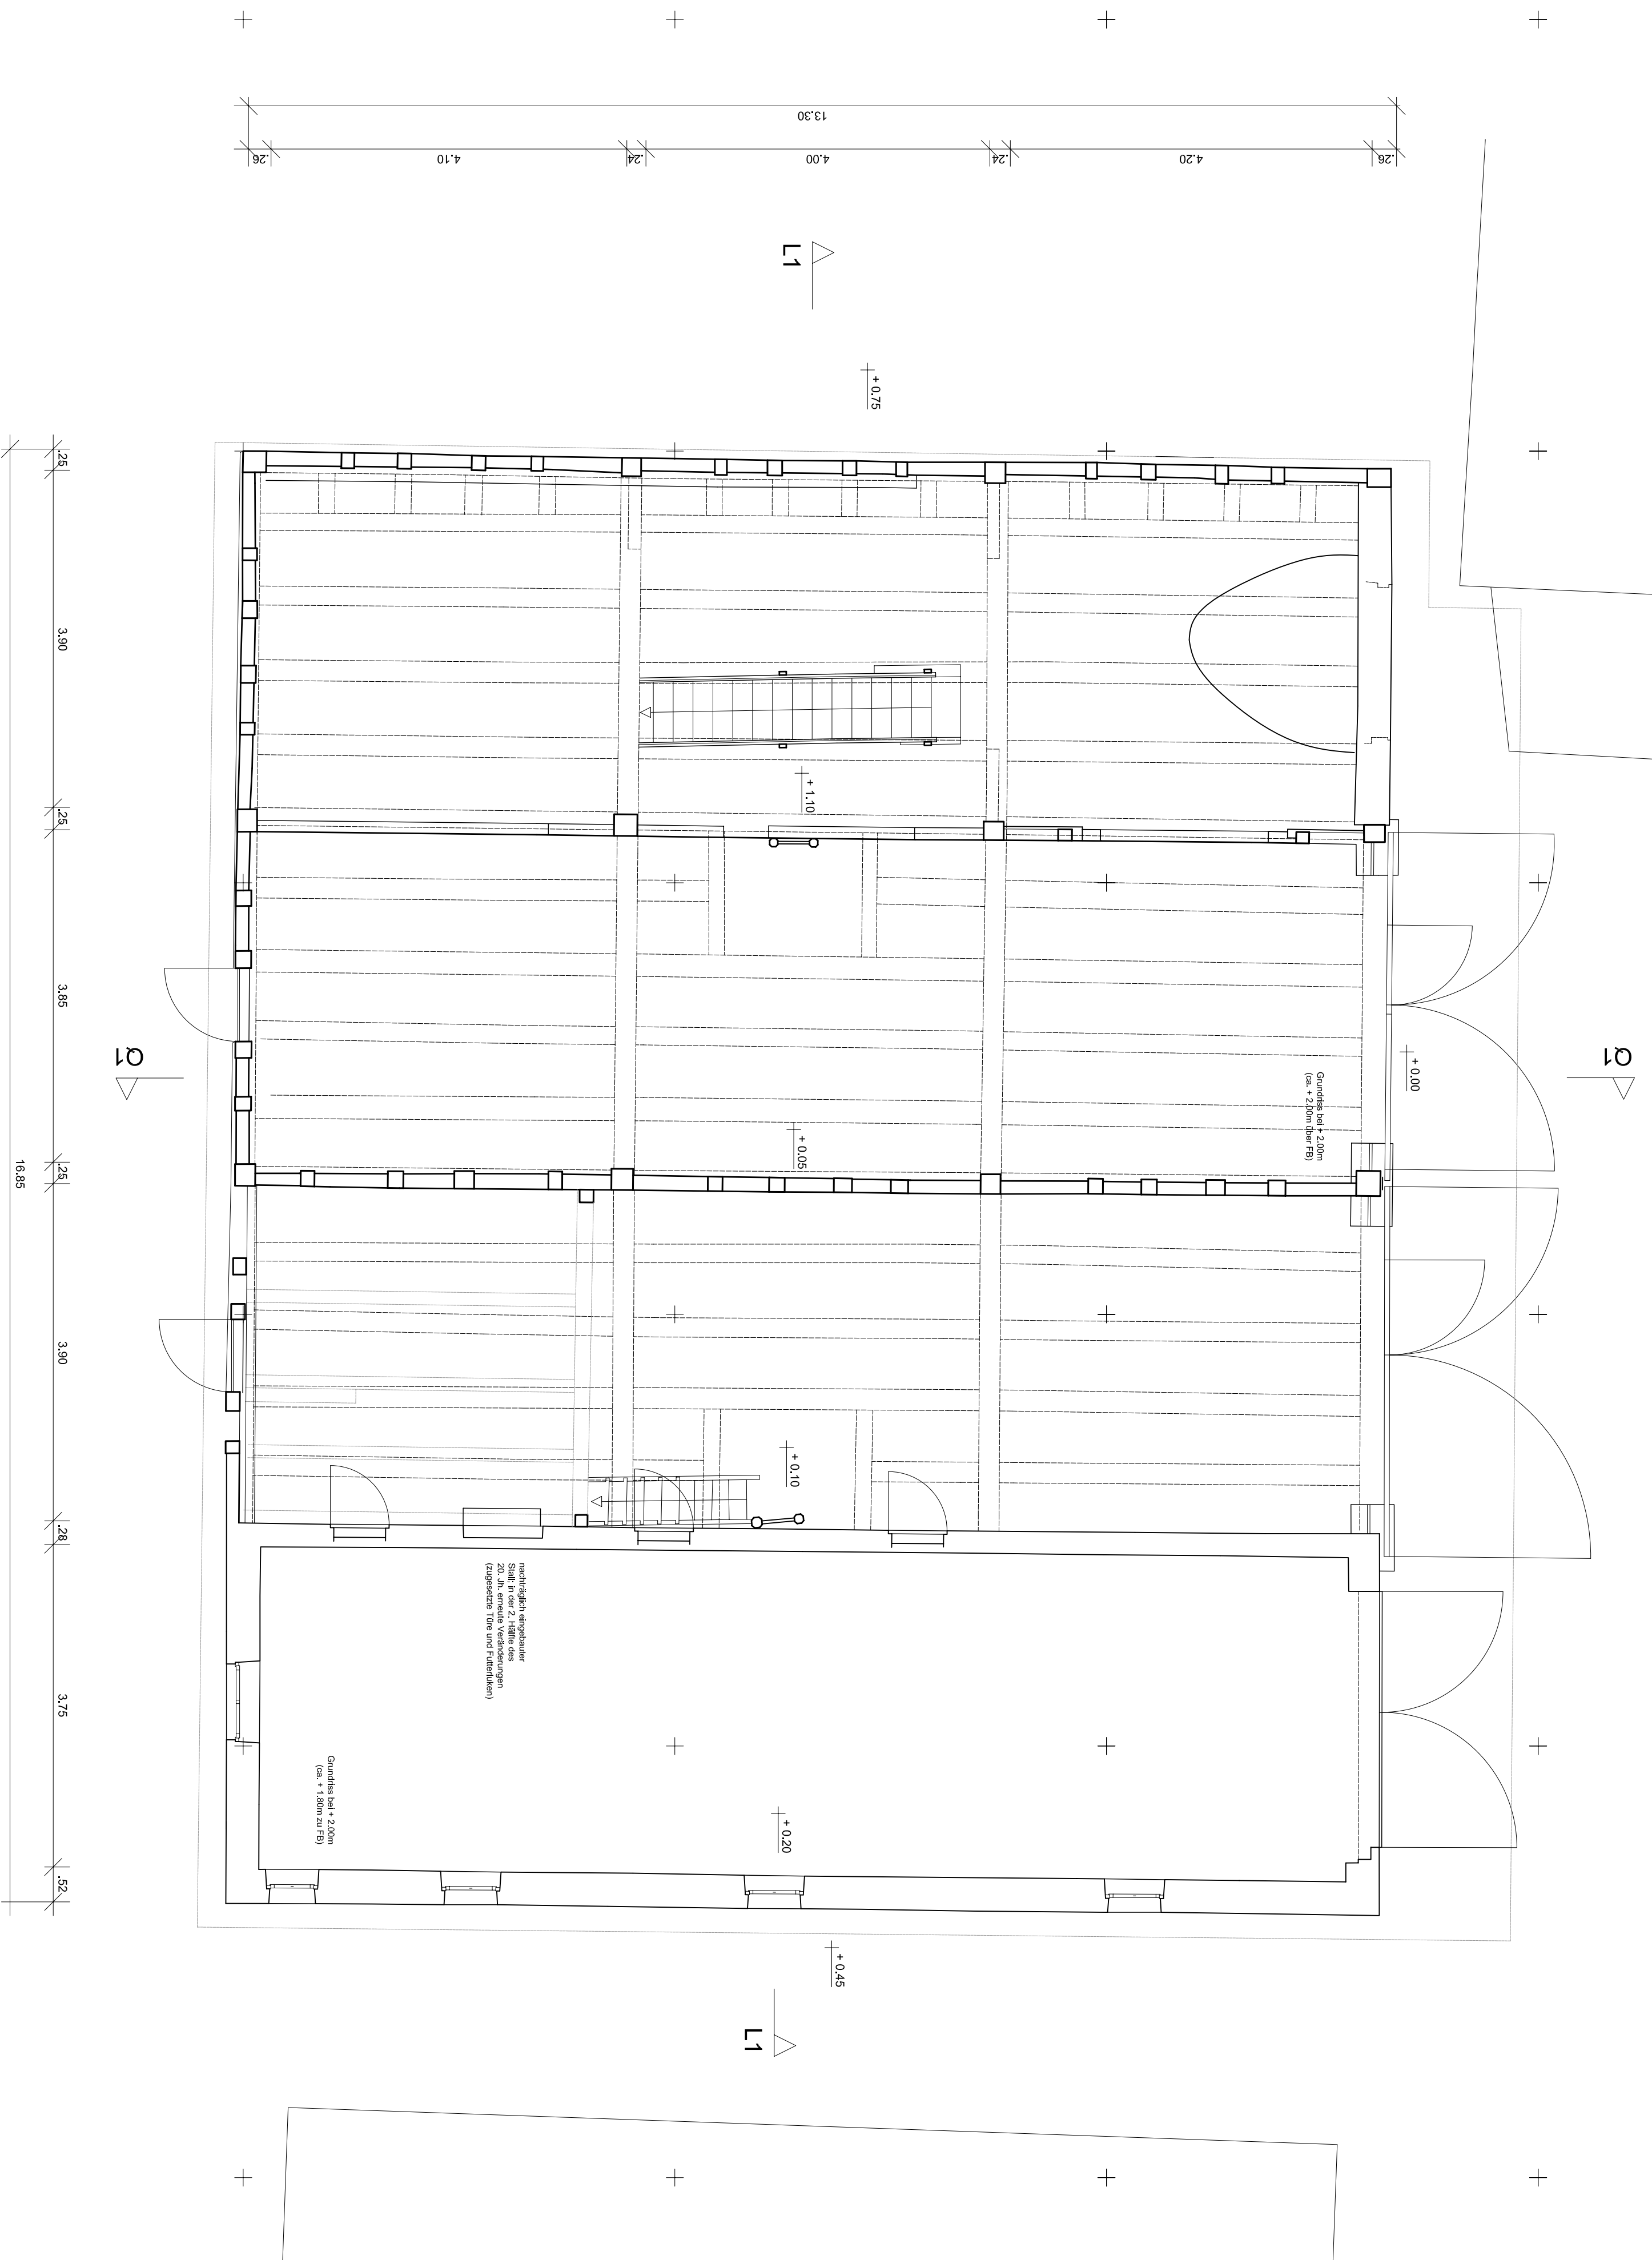 13.30
.26
4.10
.24
4.00
.24
4.20
.26
L1
+ 0.75
.25
3.90
.25
3.85
.25
3.90
.28
3.75
.52
16.85
+ 1.10
Q1
Q1
+ 0.00
Grundriss bei + 2.00m
(ca. + 2.00m über FB)
+ 0.05
+ 0.10
nachträglich eingebauter
Stall; in der 2. Hälfte des
20. Jh. erneute Veränderungen
(zugesetzte Türe und Futterluken)
Grundriss bei + 2.00m
(ca. + 1.80m zu FB)
+ 0.20
+ 0.45
L1